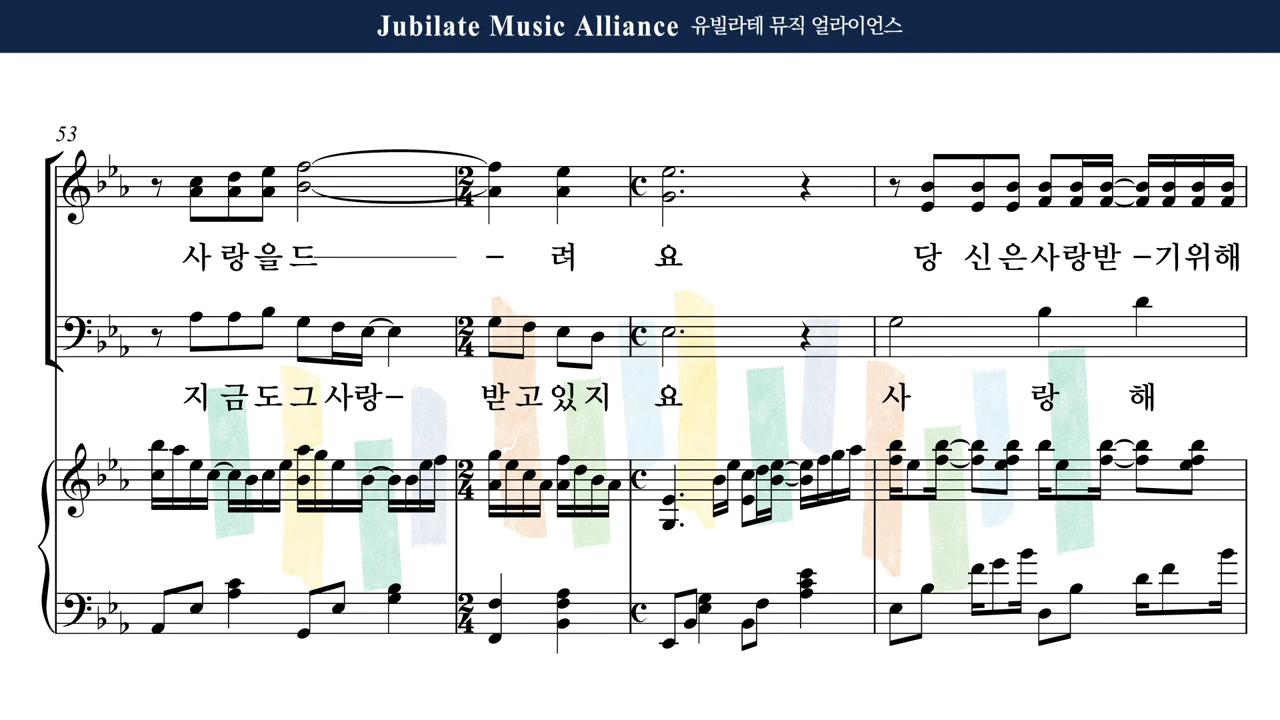 Jubilate Music Alliance 유빌라테 뮤직 얼라이언스
53
사 랑 을 드 - 려 요 당 신 은 사 랑 받 - 기 위 해
지 금 도 그 사 랑 - 받 고 있 지 요 사 랑 해